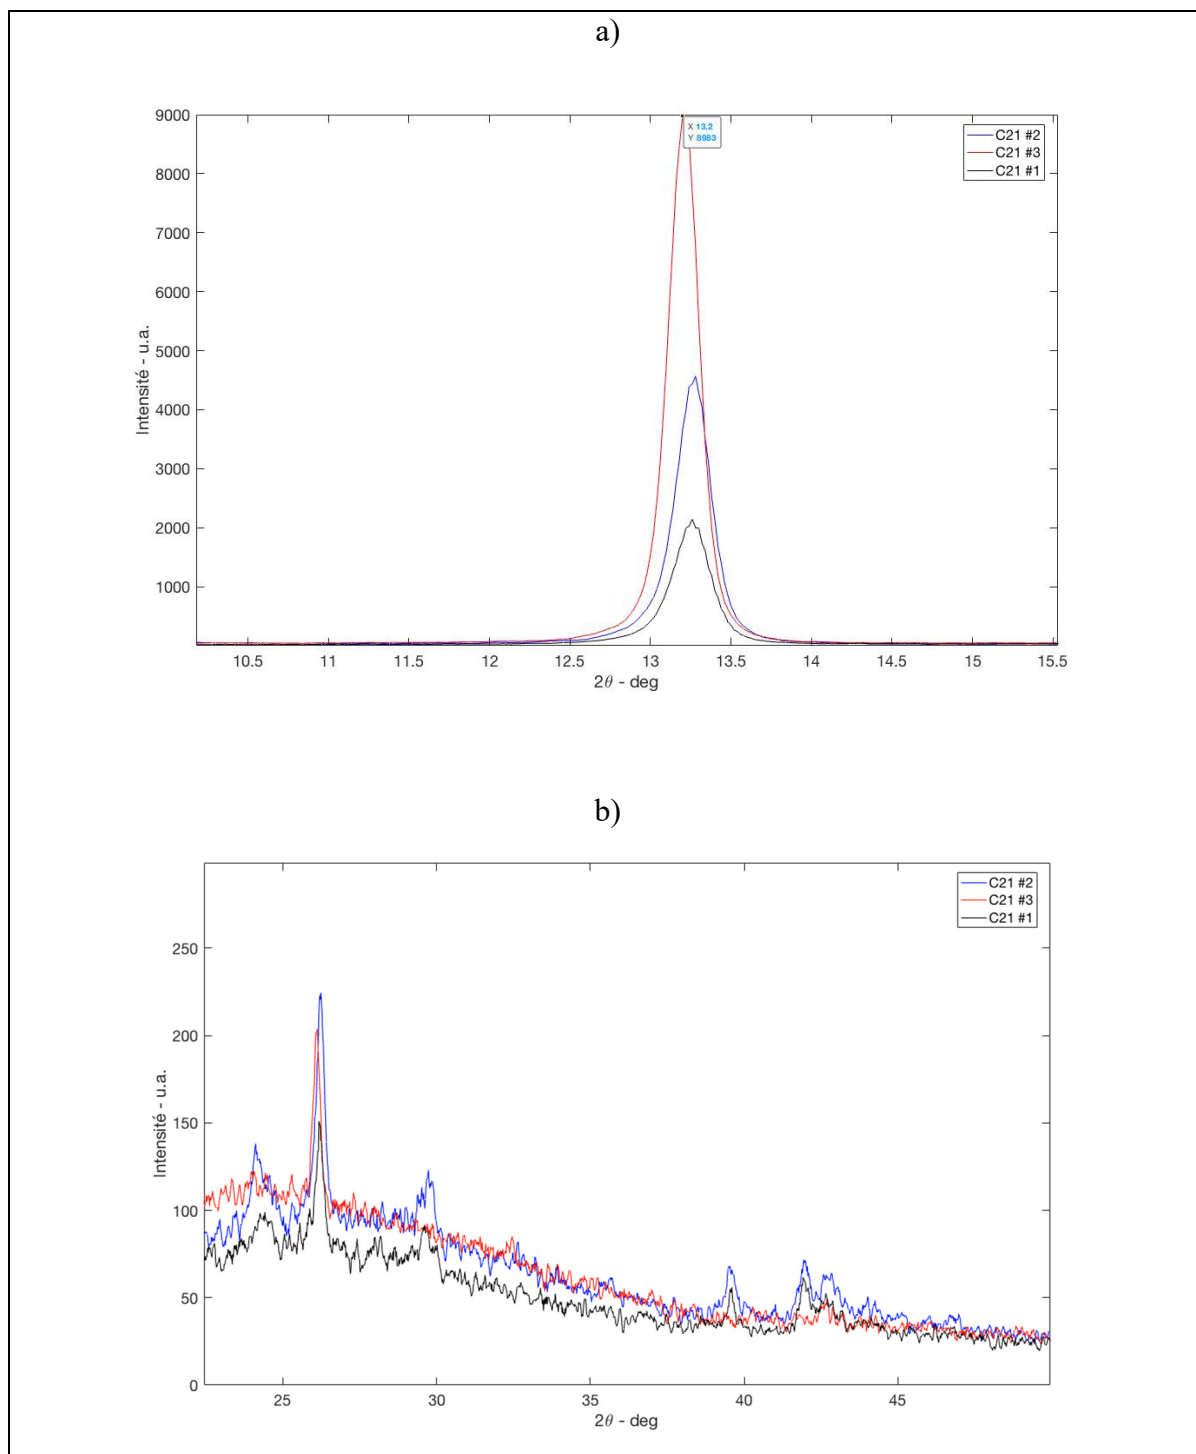 a)
9000
8000
7000
6000
5000
4000
3000
2000
1000
Intensité - u.a.
X 13.2
Y 8983
C21 #2
C21 #3
C21 #1
10.5 11 11.5 12 12.5 13 13.5 14 14.5 15 15.5
2θ - deg
b)
250
200
150
100
50
0
Intensité - u.a.
C21 #2
C21 #3
C21 #1
25 30 35 40 45
2θ - deg